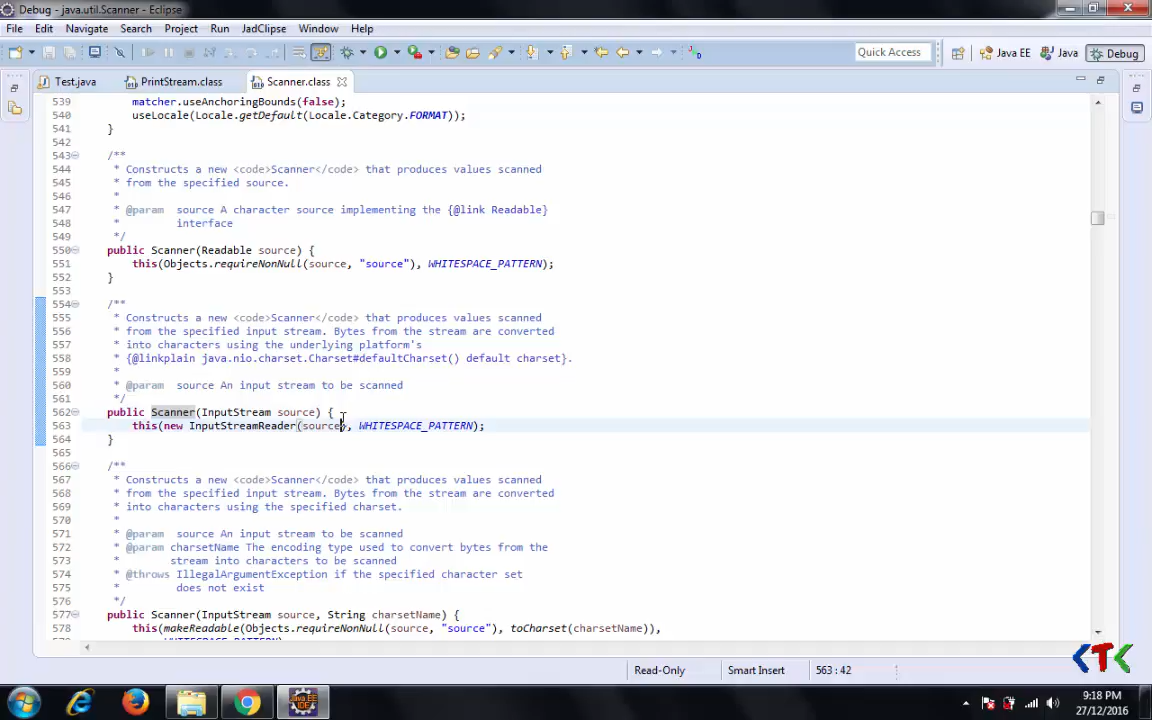 Debug - java.util.Scanner - Eclipse
File Edit Navigate Search Project Run JadClipse Window Help
Quick Access Java EE Java Debug
Test.java PrintStream.class Scanner.class
539 matcher.useAnchoringBounds(false);
540 useLocale(Locale.getDefault(Locale.Category.FORMAT));
541 }
542
543 /**
544 * Constructs a new <code>Scanner</code> that produces values scanned
545 * from the specified source.
546 *
547 * @param source A character source implementing the {@link Readable}
548 * interface
549 */
550 public Scanner(Readable source) {
551 this(Objects.requireNonNull(source, "source"), WHITESPACE_PATTERN);
552 }
553
554 /**
555 * Constructs a new <code>Scanner</code> that produces values scanned
556 * from the specified input stream. Bytes from the stream are converted
557 * into characters using the underlying platform's
558 * {@linkplain java.nio.charset.Charset#defaultCharset() default charset}.
559 *
560 * @param source An input stream to be scanned
561 */
562 public Scanner(InputStream source) {
563 this(new InputStreamReader(source), WHITESPACE_PATTERN);
564 }
565
566 /**
567 * Constructs a new <code>Scanner</code> that produces values scanned
568 * from the specified input stream. Bytes from the stream are converted
569 * into characters using the specified charset.
570 *
571 * @param source An input stream to be scanned
572 * @param charsetName The encoding type used to convert bytes from the
573 * stream into characters to be scanned
574 * @throws IllegalArgumentException if the specified character set
575 * does not exist
576 */
577 public Scanner(InputStream source, String charsetName) {
578 this(makeReadable(Objects.requireNonNull(source, "source"), toCharset(charsetName)),
Read-Only Smart Insert 563 : 42
CTC
Java EE IDE
9:18 PM
27/12/2016